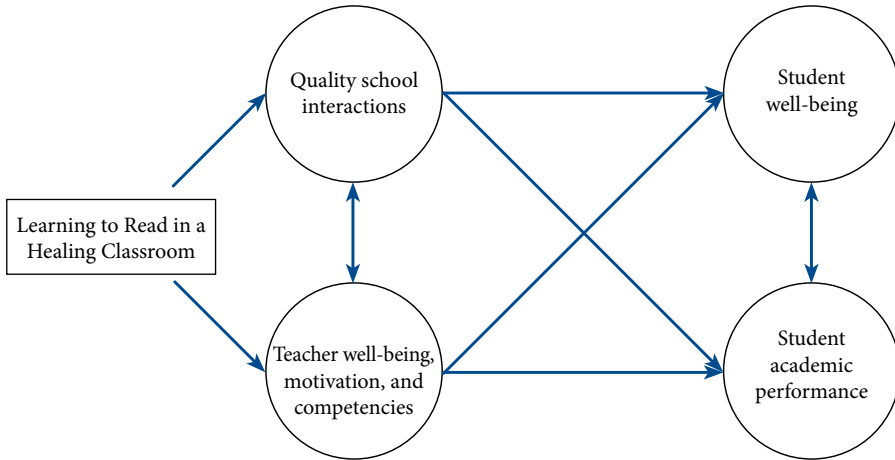 Quality school
interactions
Student
well-being
Learning to Read in a
Healing Classroom
Teacher well-being,
motivation, and
competencies
Student
academic
performance